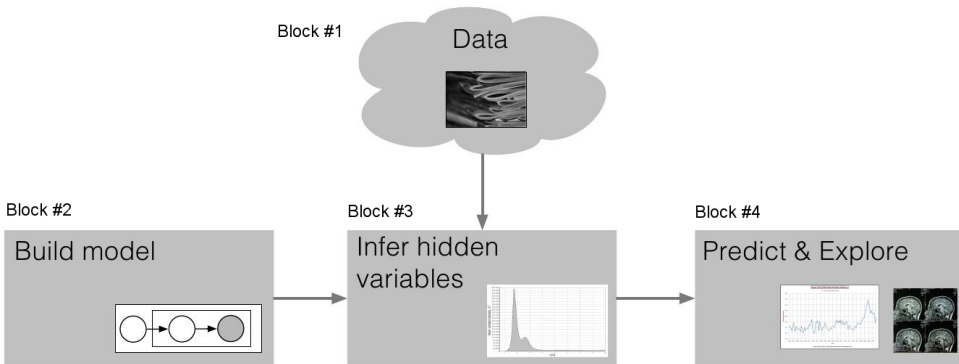 Block #1
Data
Block #2
Build model
Block #3
Infer hidden
variables
Block #4
Predict & Explore